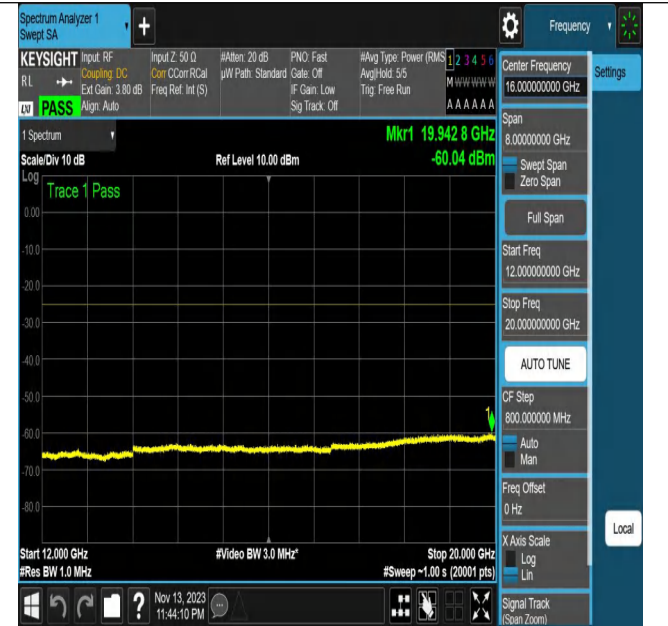 Spectrum Analyzer 1
Swept SA
+
Frequency
KEYSIGHT
RL
LXI
PASS
Input: RF
Coupling: DC
Ext Gain: 3.80 dB
Align: Auto
Input Z: 50 Ω
Corr CCorr RCal
Freq Ref: Int (S)
#Atten: 20 dB
µW Path: Standard
PNO: Fast
Gate: Off
IF Gain: Low
Sig Track: Off
#Avg Type: Power (RMS
Avg|Hold: 5/5
Trig: Free Run
1 2 3 4 5 6
M W W W W W
A A A A A A
1 Spectrum
Scale/Div 10 dB
Ref Level 10.00 dBm
Mkr1 19.942 8 GHz
-60.04 dBm
Log
Trace 1 Pass
0.00
-10.0
-20.0
-30.0
-40.0
-50.0
-60.0
-70.0
-80.0
1
Start 12.000 GHz
#Res BW 1.0 MHz
#Video BW 3.0 MHz*
Stop 20.000 GHz
#Sweep ~1.00 s (20001 pts)
Center Frequency
16.000000000 GHz
Settings
Span
8.00000000 GHz
Swept Span
Zero Span
Full Span
Start Freq
12.000000000 GHz
Stop Freq
20.000000000 GHz
AUTO TUNE
CF Step
800.000000 MHz
Auto
Man
Freq Offset
0 Hz
X Axis Scale
Log
Lin
Local
Signal Track
(Span Zoom)
?
Nov 13, 2023
11:44:10 PM